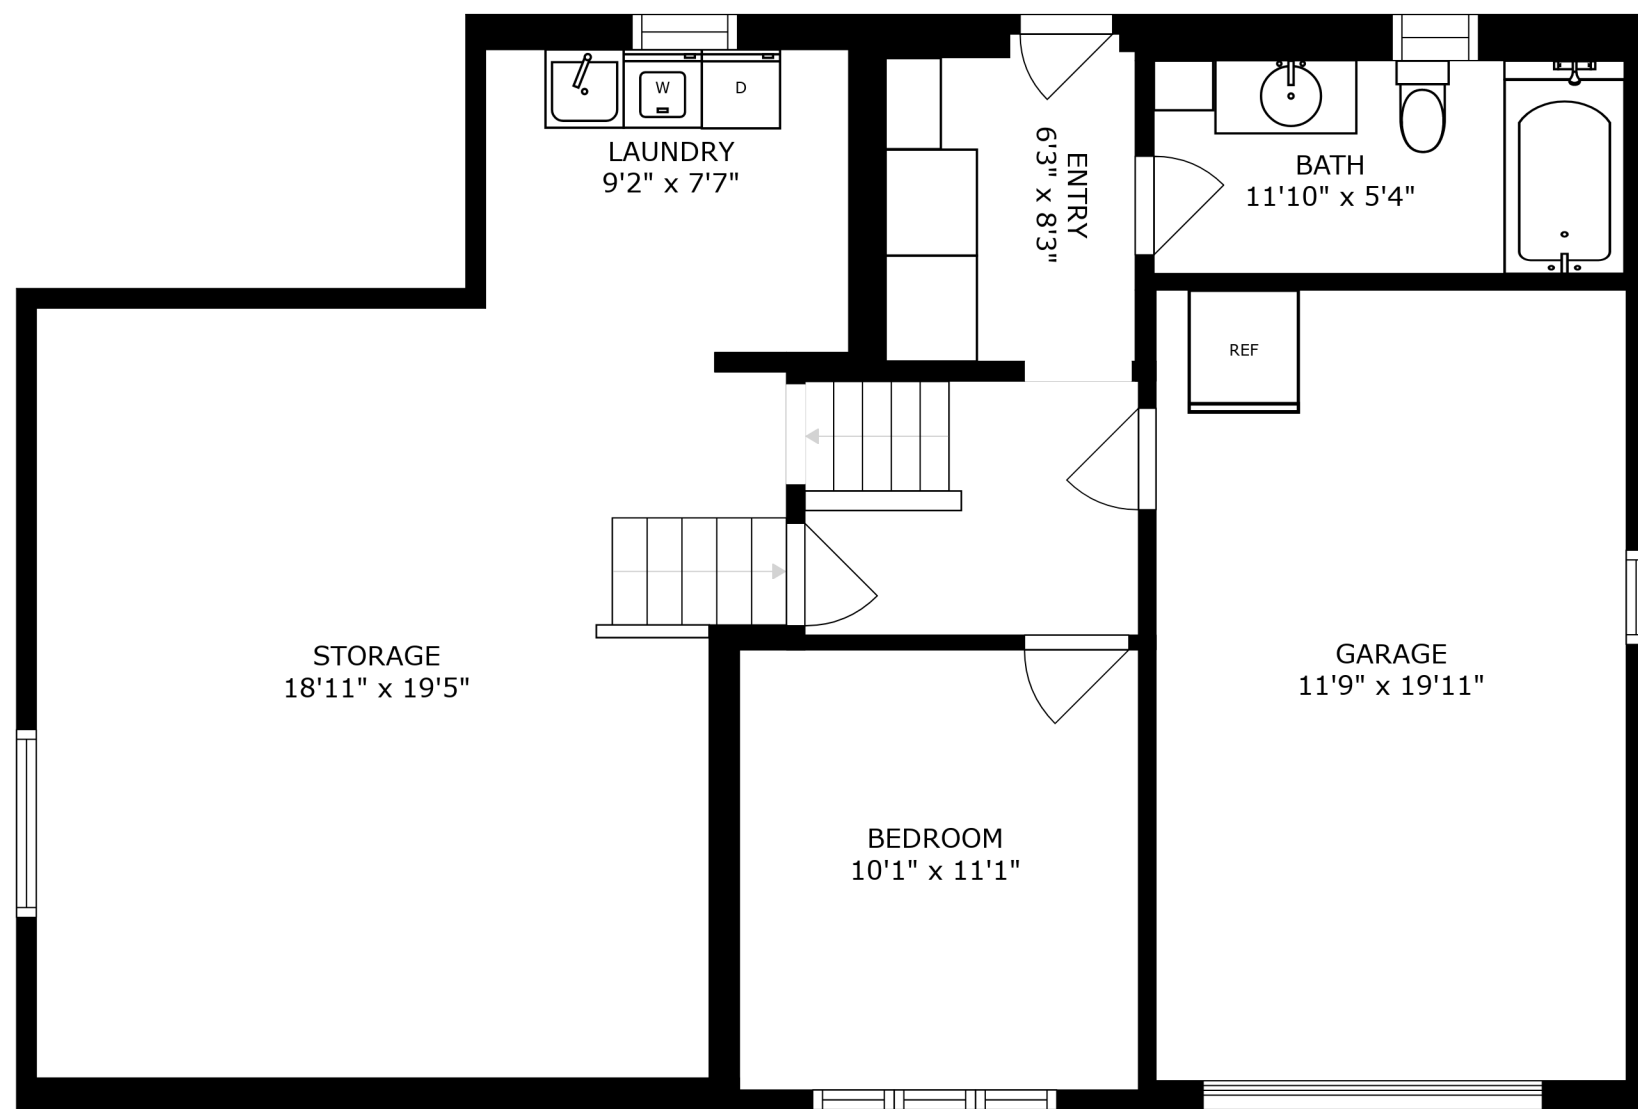 W
D
LAUNDRY
9'2" x 7'7"
ENTRY
6'3" x 8'3"
BATH
11'10" x 5'4"
REF
STORAGE
18'11" x 19'5"
GARAGE
11'9" x 19'11"
BEDROOM
10'1" x 11'1"